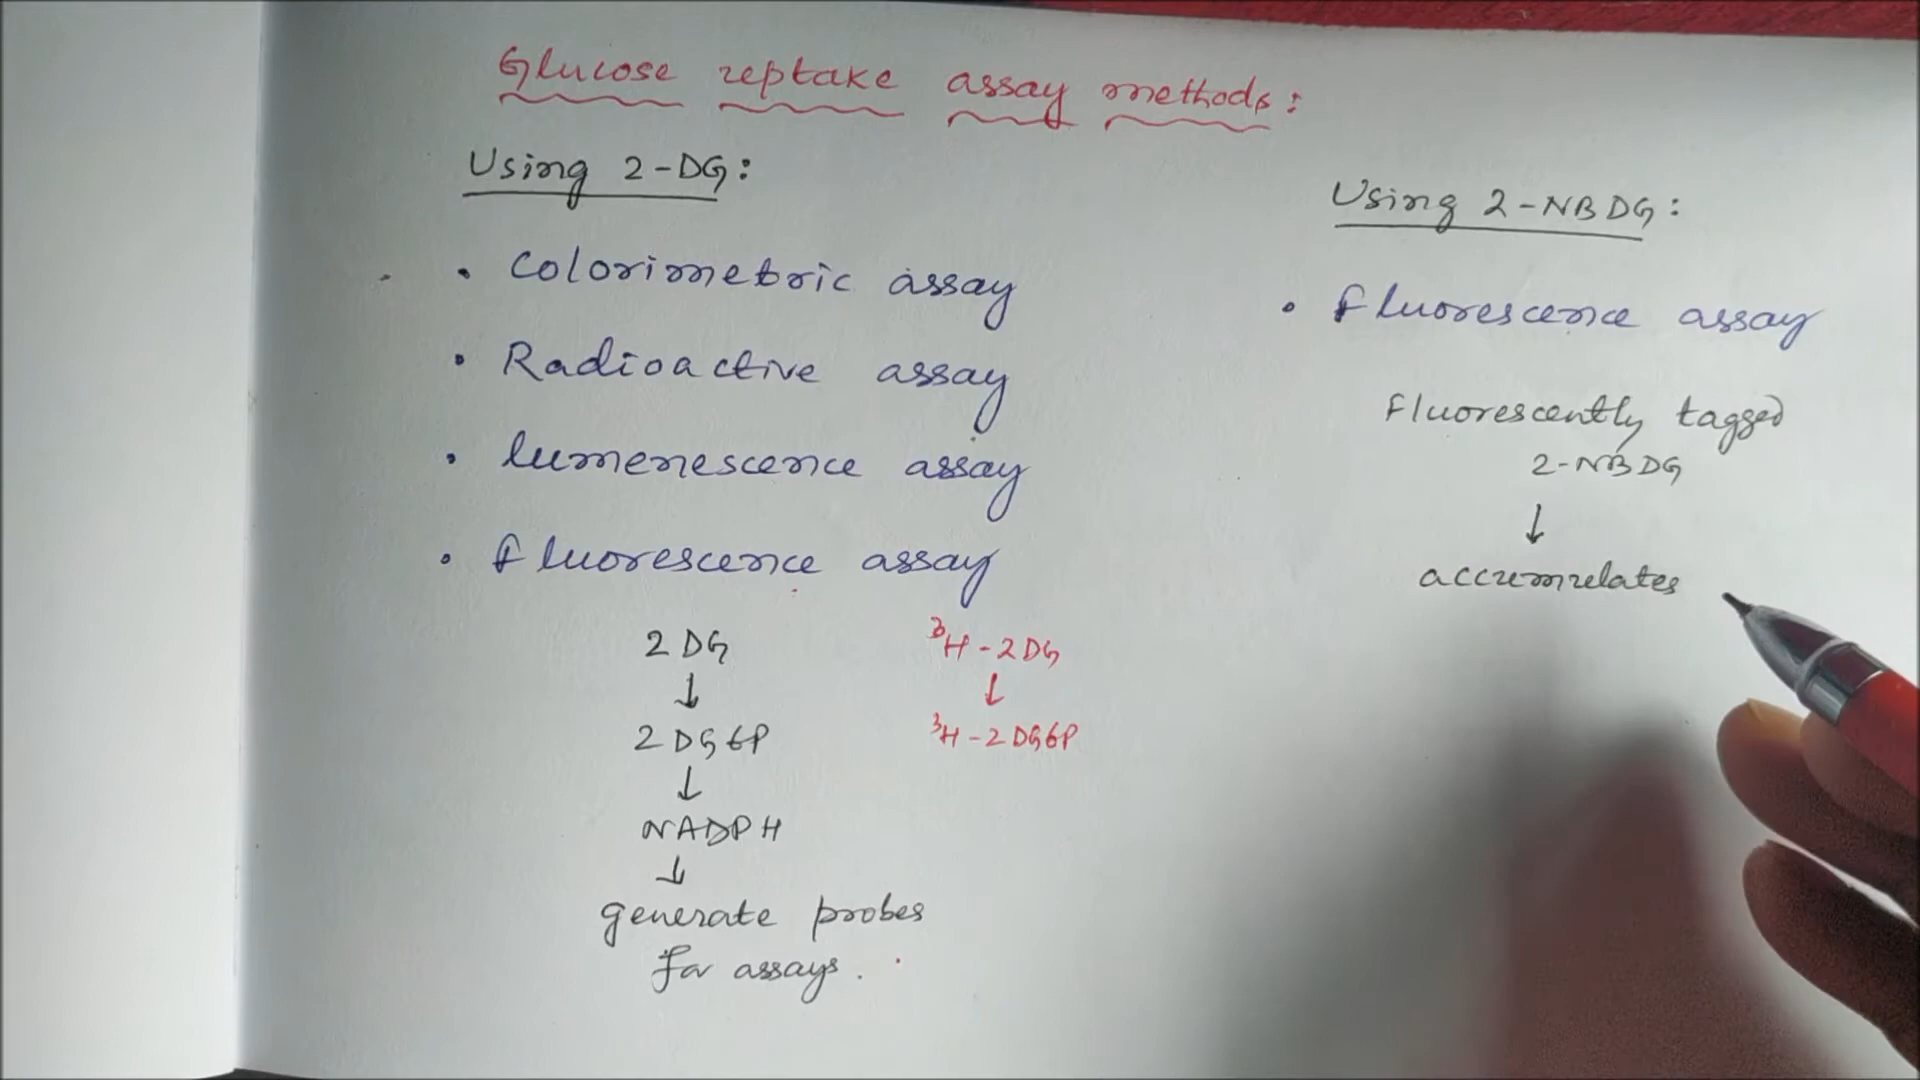 Glucose uptake assay methods:
Using 2-DG:
• Colorimetric assay
• Radioactive assay
• lumenescence assay
• fluorescence assay
2DG
↓
2DG6P
↓
NADPH
↓
generate probes
for assays.
³H-2DG
↓
³H-2DG6P
Using 2-NBDG:
• fluorescence assay
Fluorescently tagged
2-NBDG
↓
accumulates